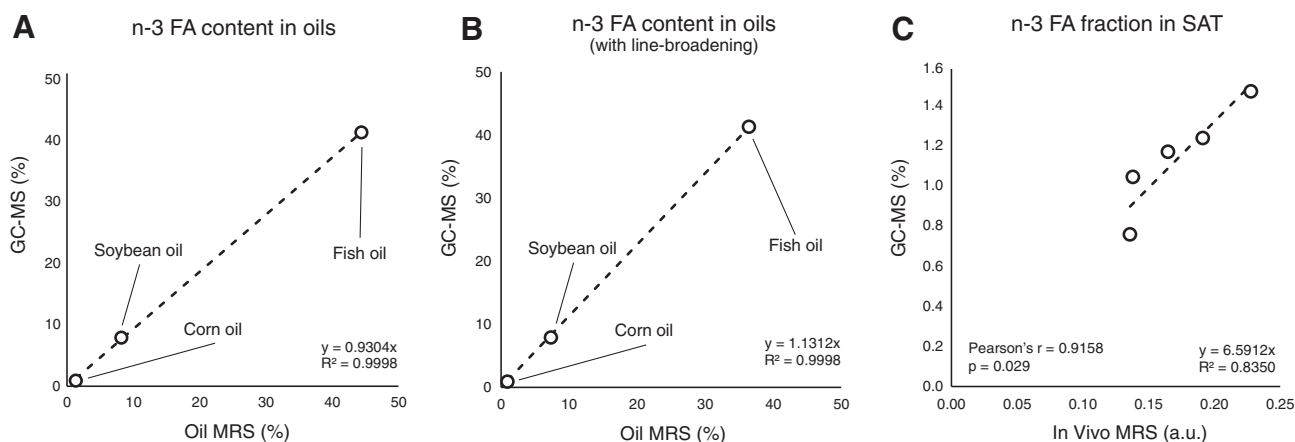 A
n-3 FA content in oils
50
40
30
20
10
0
GC-MS (%)
Soybean oil
Corn oil
Fish oil
y = 0.9304x
R² = 0.9998
0 10 20 30 40 50
Oil MRS (%)
B
n-3 FA content in oils
(with line-broadening)
50
40
30
20
10
0
GC-MS (%)
Soybean oil
Corn oil
Fish oil
y = 1.1312x
R² = 0.9998
0 10 20 30 40 50
Oil MRS (%)
C
n-3 FA fraction in SAT
1.6
1.4
1.2
1.0
0.8
0.6
0.4
0.2
0.0
GC-MS (%)
Pearson's r = 0.9158
p = 0.029
y = 6.5912x
R² = 0.8350
0.00 0.05 0.10 0.15 0.20 0.25
In Vivo MRS (a.u.)